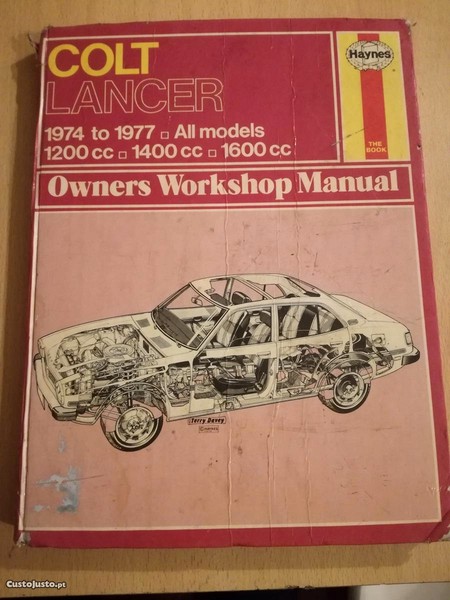 COLT
LANCER
1974 to 1977 ▫ All models
1200 cc ▫ 1400 cc ▫ 1600 cc
Haynes
THE
BOOK
Owners Workshop Manual
Terry Davey
CustoJusto.pt